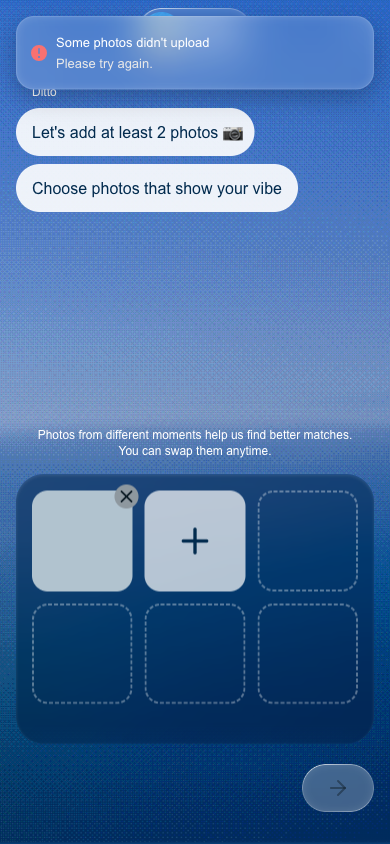 Some photos didn't upload
Please try again.
Ditto
Let's add at least 2 photos 📷
Choose photos that show your vibe
Photos from different moments help us find better matches.
You can swap them anytime.